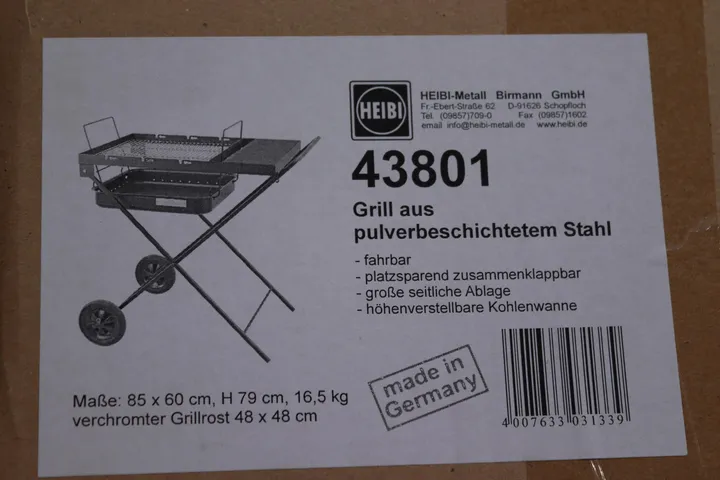 HEIBI
HEIBI-Metall Birmann GmbH
Fr.-Ebert-Straße 62 D-91626 Schopfloch
Tel. (09857)709-0 Fax (09857)1602
email info@heibi-metall.de www.heibi.de
43801
Grill aus
pulverbeschichtetem Stahl
- fahrbar
- platzsparend zusammenklappbar
- große seitliche Ablage
- höhenverstellbare Kohlenwanne
Maße: 85 x 60 cm, H 79 cm, 16,5 kg
verchromter Grillrost 48 x 48 cm
made in
Germany
4 007633 031339